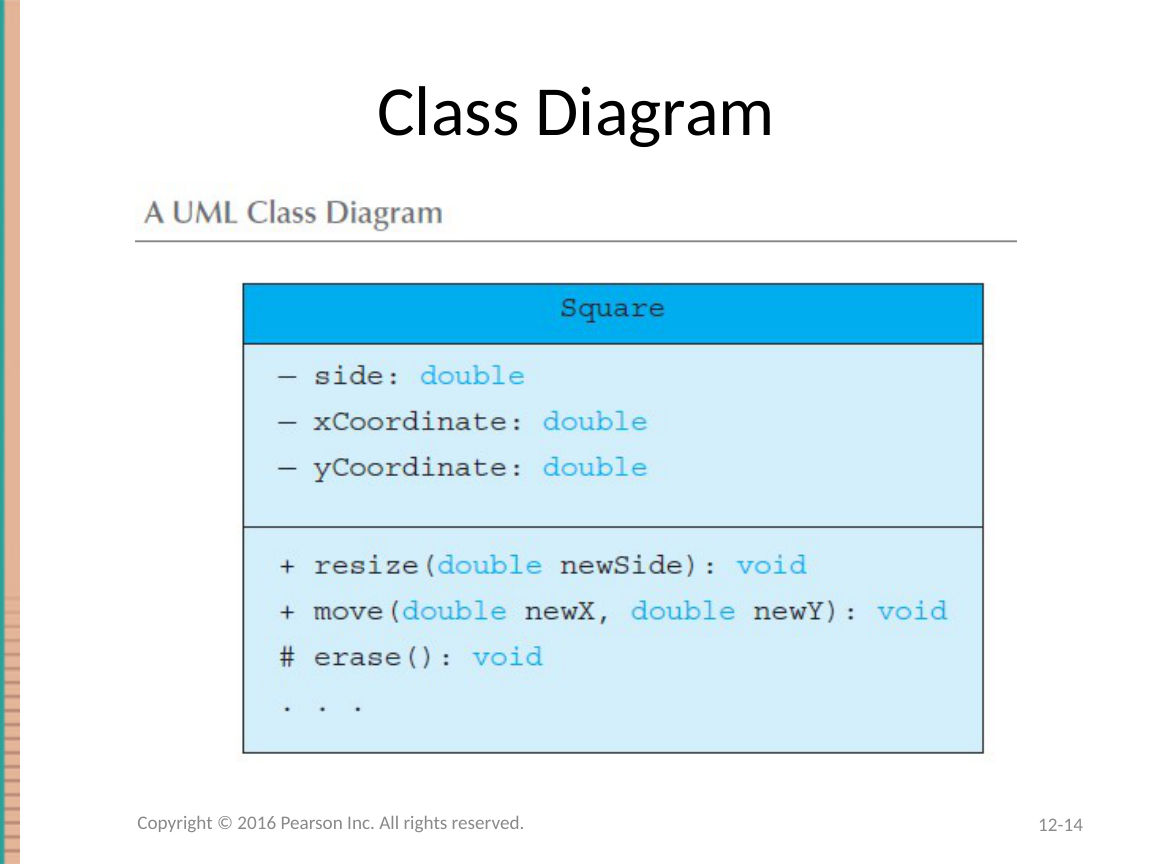 Class Diagram
A UML Class Diagram
Square
– side: double
– xCoordinate: double
– yCoordinate: double
+ resize(double newSide): void
+ move(double newX, double newY): void
# erase(): void
. . .
Copyright © 2016 Pearson Inc. All rights reserved.
12-14